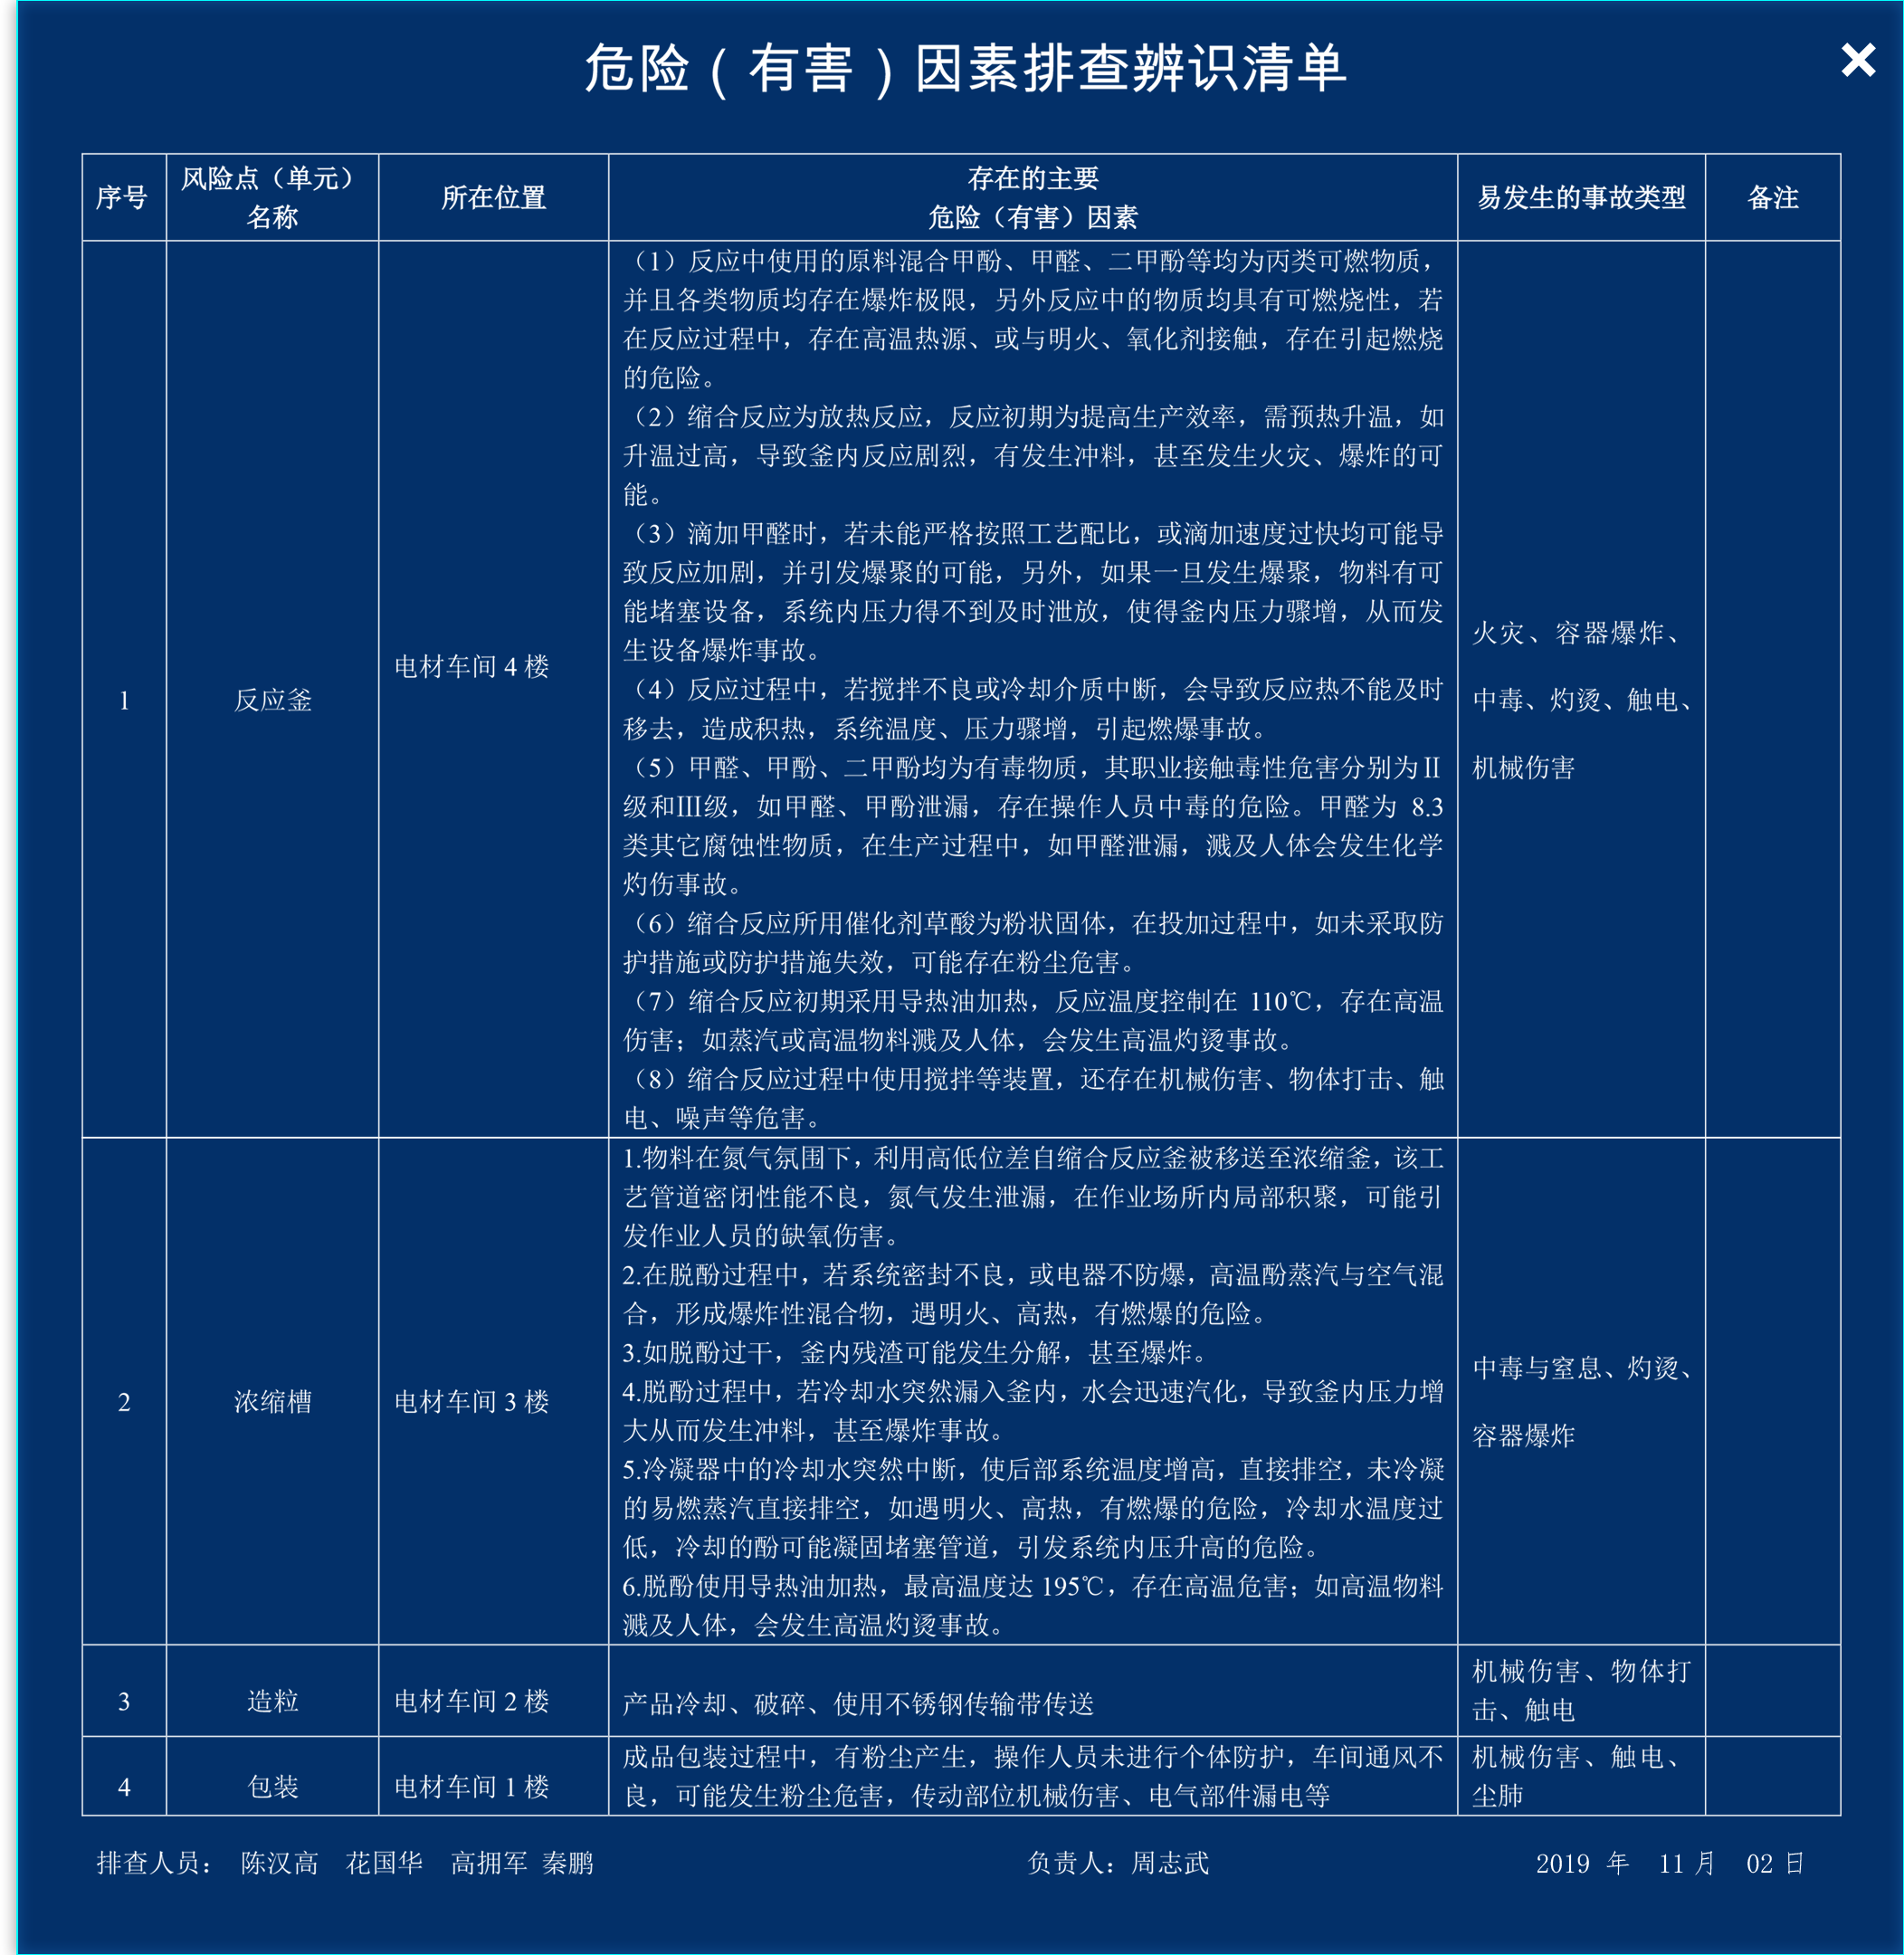 危险（有害）因素排查辨识清单
序号
风险点（单元）
名称
所在位置
存在的主要
危险（有害）因素
易发生的事故类型
备注
1
反应釜
电材车间 4 楼
（1）反应中使用的原料混合甲酚、甲醛、二甲酚等均为丙类可燃物质，
并且各类物质均存在爆炸极限，另外反应中的物质均具有可燃烧性，若
在反应过程中，存在高温热源、或与明火、氧化剂接触，存在引起燃烧
的危险。
（2）缩合反应为放热反应，反应初期为提高生产效率，需预热升温，如
升温过高，导致釜内反应剧烈，有发生冲料，甚至发生火灾、爆炸的可
能。
（3）滴加甲醛时，若未能严格按照工艺配比，或滴加速度过快均可能导
致反应加剧，并引发爆聚的可能，另外，如果一旦发生爆聚，物料有可
能堵塞设备，系统内压力得不到及时泄放，使得釜内压力骤增，从而发
生设备爆炸事故。
（4）反应过程中，若搅拌不良或冷却介质中断，会导致反应热不能及时
移去，造成积热，系统温度、压力骤增，引起燃爆事故。
（5）甲醛、甲酚、二甲酚均为有毒物质，其职业接触毒性危害分别为Ⅱ
级和Ⅲ级，如甲醛、甲酚泄漏，存在操作人员中毒的危险。甲醛为 8.3
类其它腐蚀性物质，在生产过程中，如甲醛泄漏，溅及人体会发生化学
灼伤事故。
（6）缩合反应所用催化剂草酸为粉状固体，在投加过程中，如未采取防
护措施或防护措施失效，可能存在粉尘危害。
（7）缩合反应初期采用导热油加热，反应温度控制在 110℃，存在高温
伤害；如蒸汽或高温物料溅及人体，会发生高温灼烫事故。
（8）缩合反应过程中使用搅拌等装置，还存在机械伤害、物体打击、触
电、噪声等危害。
火灾、容器爆炸、
中毒、灼烫、触电、
机械伤害
2
浓缩槽
电材车间 3 楼
1.物料在氮气氛围下，利用高低位差自缩合反应釜被移送至浓缩釜，该工
艺管道密闭性能不良，氮气发生泄漏，在作业场所内局部积聚，可能引
发作业人员的缺氧伤害。
2.在脱酚过程中，若系统密封不良，或电器不防爆，高温酚蒸汽与空气混
合，形成爆炸性混合物，遇明火、高热，有燃爆的危险。
3.如脱酚过干，釜内残渣可能发生分解，甚至爆炸。
4.脱酚过程中，若冷却水突然漏入釜内，水会迅速汽化，导致釜内压力增
大从而发生冲料，甚至爆炸事故。
5.冷凝器中的冷却水突然中断，使后部系统温度增高，直接排空，未冷凝
的易燃蒸汽直接排空，如遇明火、高热，有燃爆的危险，冷却水温度过
低，冷却的酚可能凝固堵塞管道，引发系统内压升高的危险。
6.脱酚使用导热油加热，最高温度达 195℃，存在高温危害；如高温物料
溅及人体，会发生高温灼烫事故。
中毒与窒息、灼烫、
容器爆炸
3
造粒
电材车间 2 楼
产品冷却、破碎、使用不锈钢传输带传送
机械伤害、物体打
击、触电
4
包装
电材车间 1 楼
成品包装过程中，有粉尘产生，操作人员未进行个体防护，车间通风不
良，可能发生粉尘危害，传动部位机械伤害、电气部件漏电等
机械伤害、触电、
尘肺
排查人员： 陈汉高 花国华 高拥军 秦鹏
负责人：周志武
2019 年 11 月 02 日